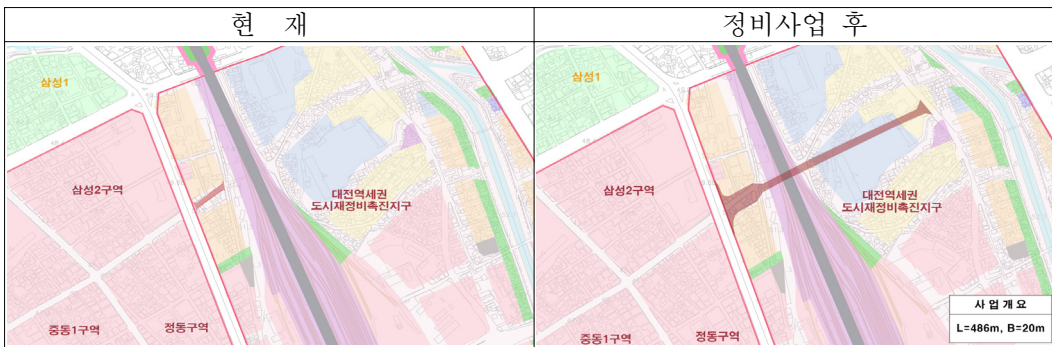 현 재
정비사업 후
삼성1
삼성2구역
대전역세권
도시재정비촉진지구
중동1구역
정동구역
삼성1
삼성2구역
대전역세권
도시재정비촉진지구
중동1구역
정동구역
사 업 개 요
L=486m, B=20m